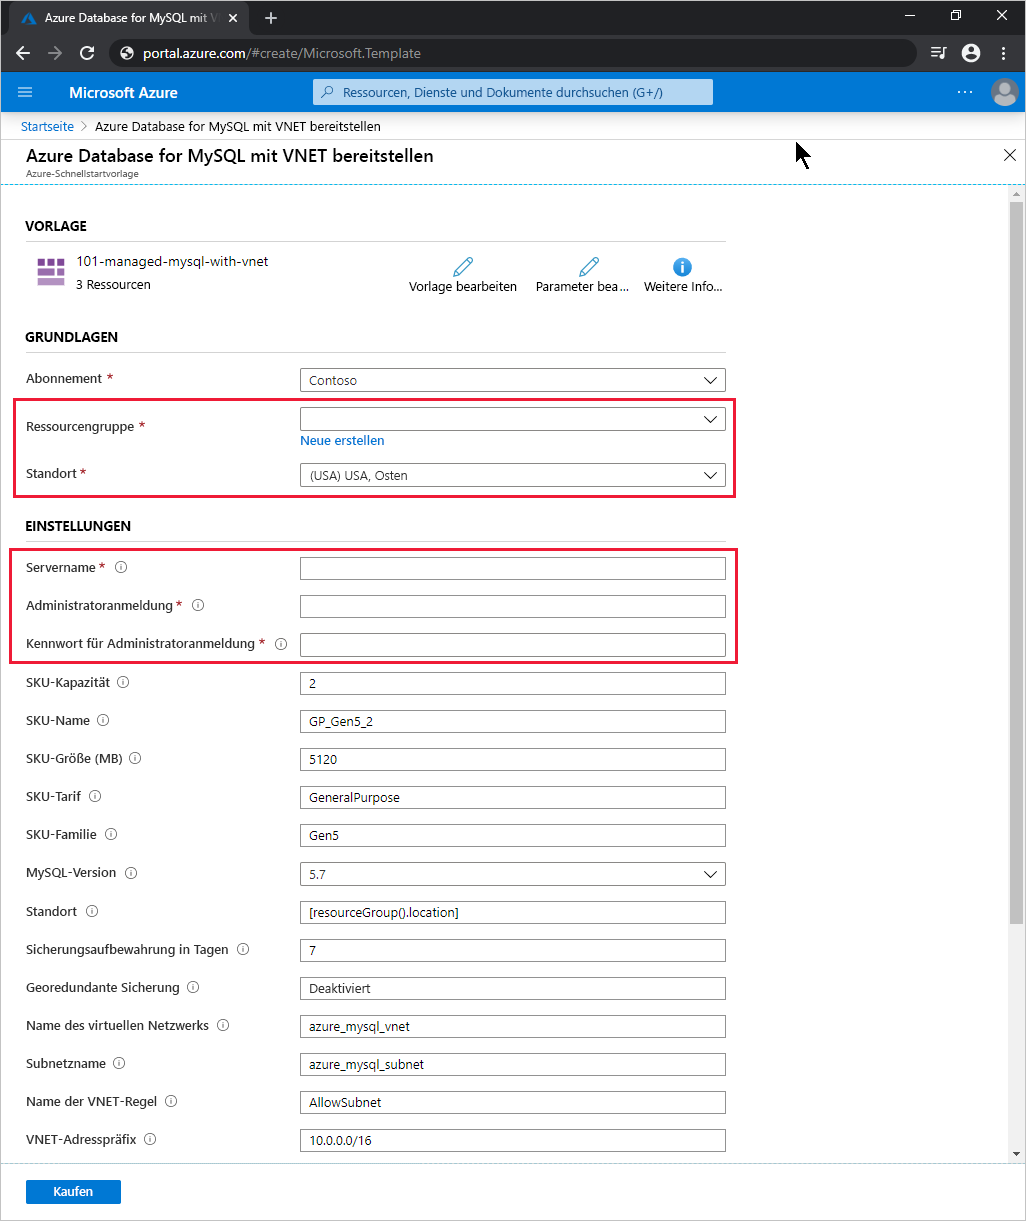 Azure Database for MySQL mit V
portal.azure.com/#create/Microsoft.Template
Microsoft Azure
Ressourcen, Dienste und Dokumente durchsuchen (G+/)
Startseite > Azure Database for MySQL mit VNET bereitstellen
Azure Database for MySQL mit VNET bereitstellen
Azure-Schnellstartvorlage
VORLAGE
101-managed-mysql-with-vnet
3 Ressourcen
Vorlage bearbeiten
Parameter bea...
Weitere Info...
GRUNDLAGEN
Abonnement *
Contoso
Ressourcengruppe *
Neue erstellen
Standort *
(USA) USA, Osten
EINSTELLUNGEN
Servername *
Administratoranmeldung *
Kennwort für Administratoranmeldung *
SKU-Kapazität
2
SKU-Name
GP_Gen5_2
SKU-Größe (MB)
5120
SKU-Tarif
GeneralPurpose
SKU-Familie
Gen5
MySQL-Version
5.7
Standort
[resourceGroup().location]
Sicherungsaufbewahrung in Tagen
7
Georedundante Sicherung
Deaktiviert
Name des virtuellen Netzwerks
azure_mysql_vnet
Subnetzname
azure_mysql_subnet
Name der VNET-Regel
AllowSubnet
VNET-Adresspräfix
10.0.0.0/16
Kaufen